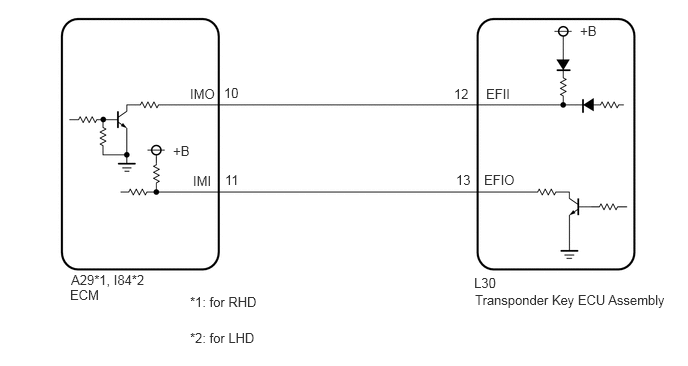 +B
IMO 10
12 EFII
+B
IMI 11
13 EFIO
A29*1, I84*2
ECM
L30
Transponder Key ECU Assembly
*1: for RHD
*2: for LHD